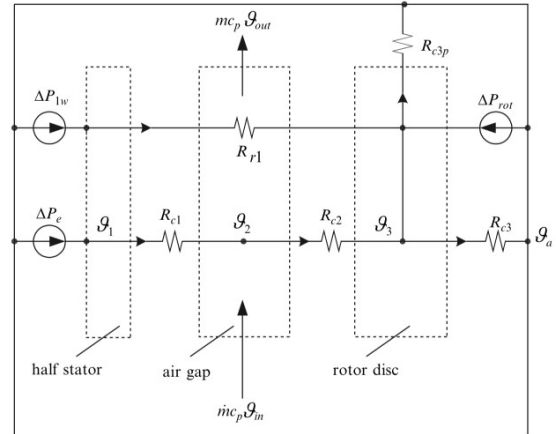 mc_p ϑ_out
R_c3p
ΔP_1w
ΔP_rot
R_r1
ΔP_e
ϑ_1
R_c1
ϑ_2
R_c2
ϑ_3
R_c3
ϑ_a
half stator
air gap
rotor disc
ṁc_p ϑ_in